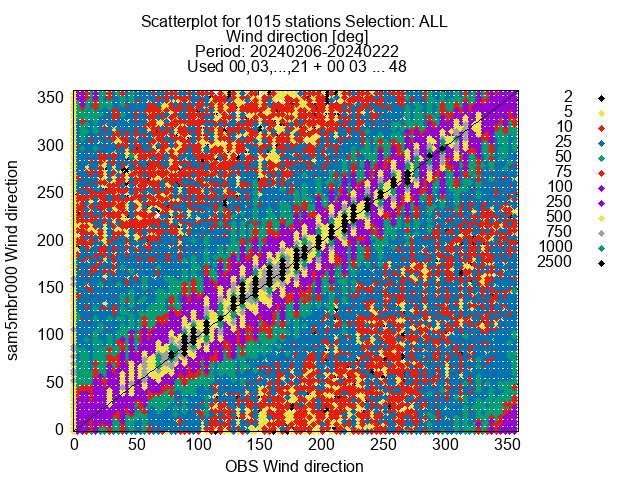 Scatterplot for 1015 stations Selection: ALL
Wind direction [deg]
Period: 20240206-20240222
Used 00,03,...,21 + 00 03 ... 48
sam5mbr000 Wind direction
350
300
250
200
150
100
50
0
0 50 100 150 200 250 300 350
OBS Wind direction
2
5
10
25
50
75
100
250
500
750
1000
2500